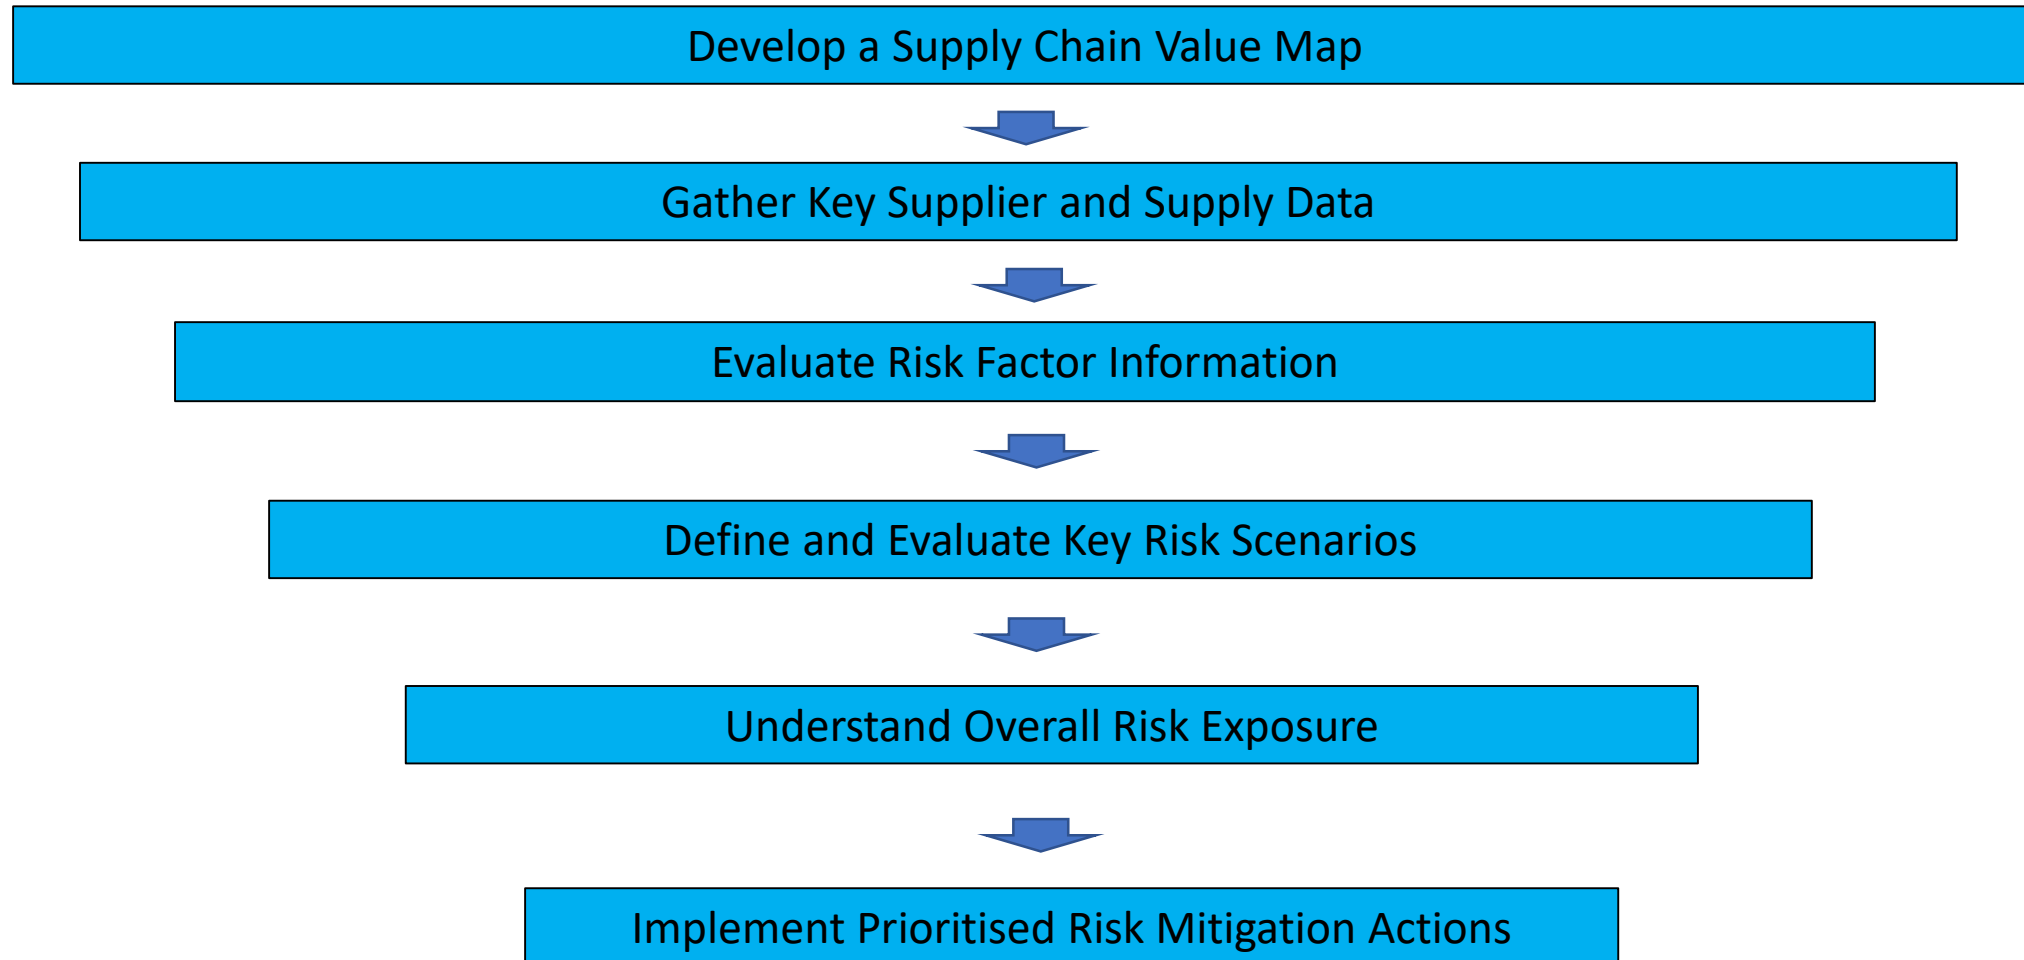 Develop a Supply Chain Value Map
Gather Key Supplier and Supply Data
Evaluate Risk Factor Information
Define and Evaluate Key Risk Scenarios
Understand Overall Risk Exposure
Implement Prioritised Risk Mitigation Actions